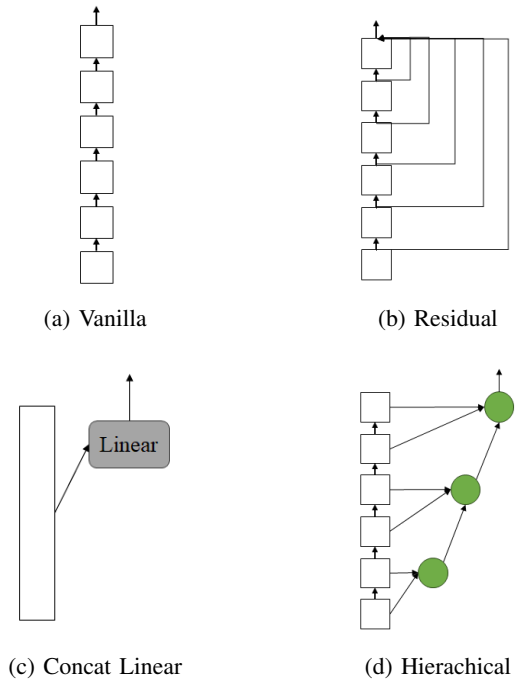 (a) Vanilla
(b) Residual
Linear
(c) Concat Linear
(d) Hierachical